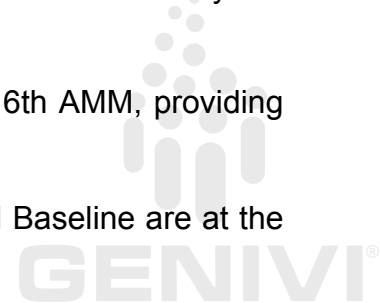 6th AMM, providing
Baseline are at the
GENIVI®